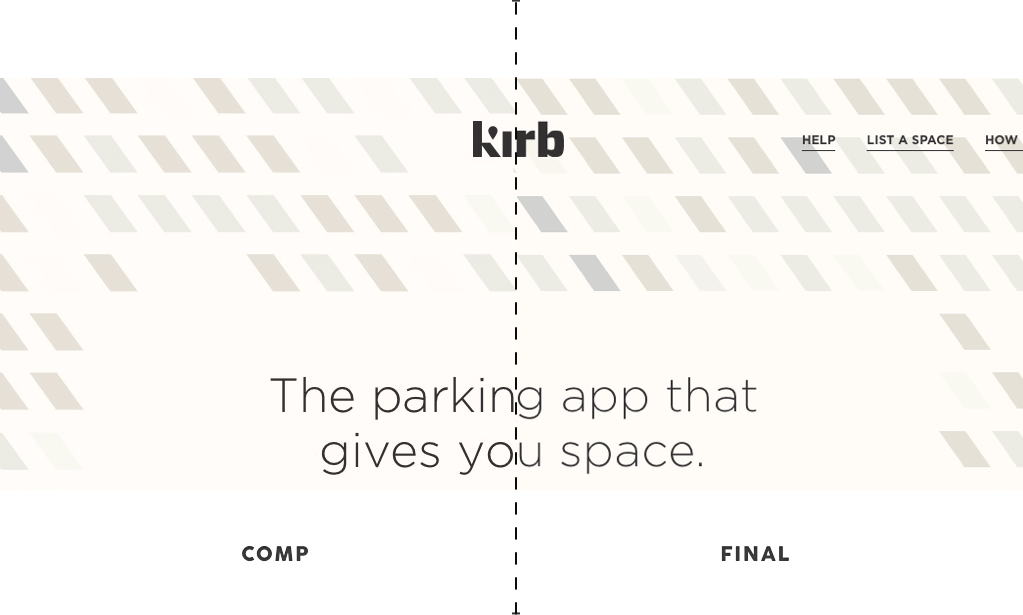 kirb
HELP LIST A SPACE HOW
The parking app that
gives you space.
COMP FINAL